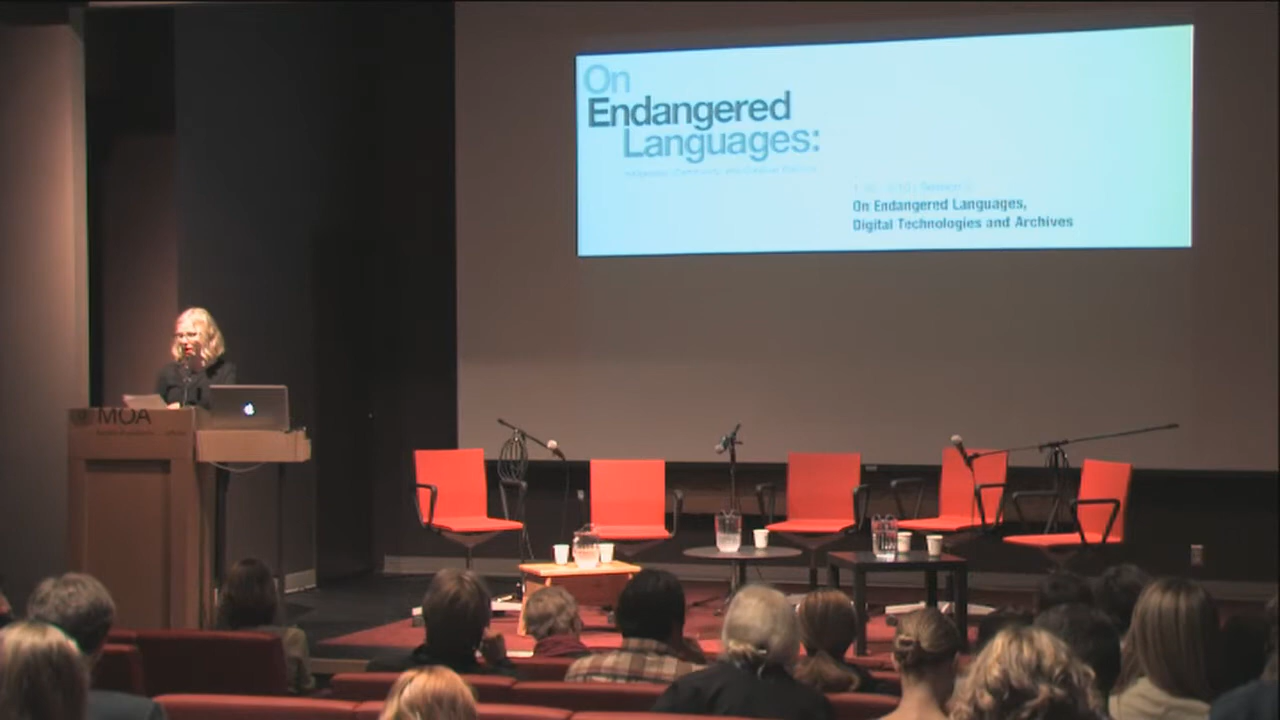 On
Endangered
Languages:
On Endangered Languages,
Digital Technologies and Archives
MOA